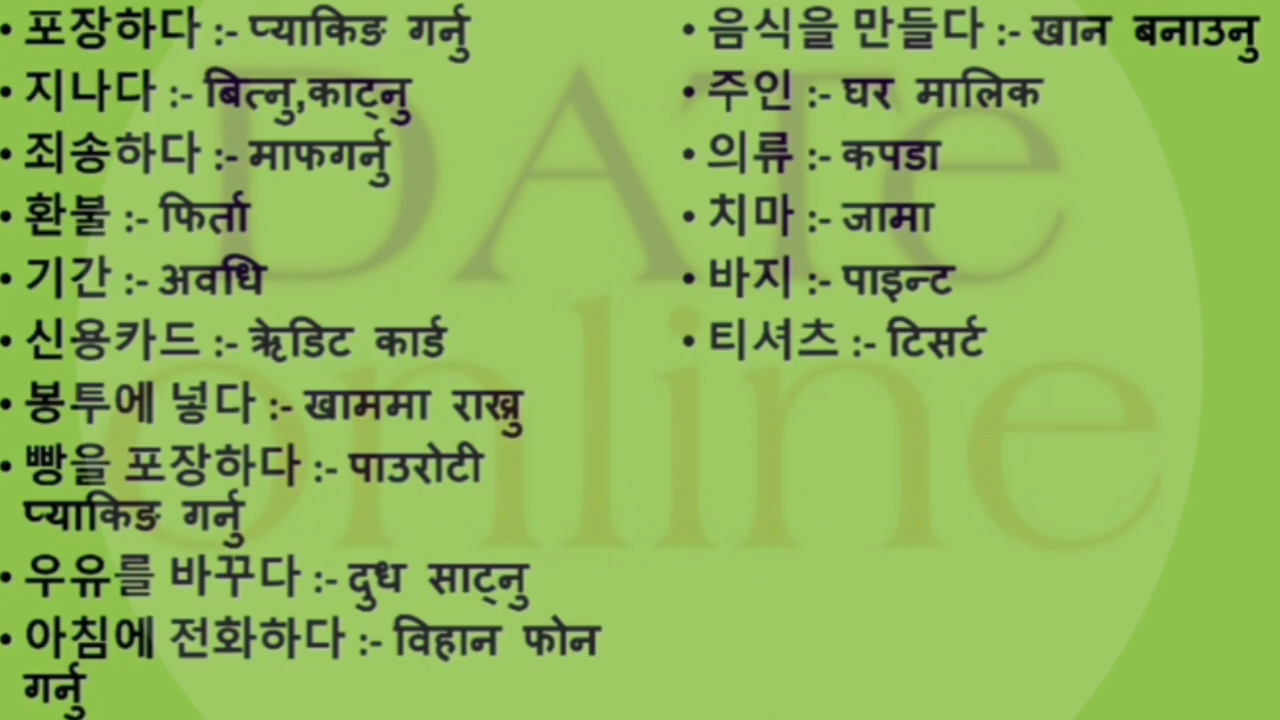 • 포장하다 :- प्याकिङ गर्नु
• 지나다 :- बित्नु,काट्नु
• 죄송하다 :- माफगर्नु
• 환불 :- फिर्ता
• 기간 :- अवधि
• 신용카드 :- ऋेडिट कार्ड
• 봉투에 넣다 :- खाममा राख्नु
• 빵을 포장하다 :- पाउरोटी
प्याकिङ गर्नु
• 우유를 바꾸다 :- दुध साट्नु
• 아침에 전화하다 :- विहान फोन
गर्नु
• 음식을 만들다 :- खान बनाउनु
• 주인 :- घर मालिक
• 의류 :- कपडा
• 치마 :- जामा
• 바지 :- पाइन्ट
• 티셔츠 :- टिसर्ट
DATe
online